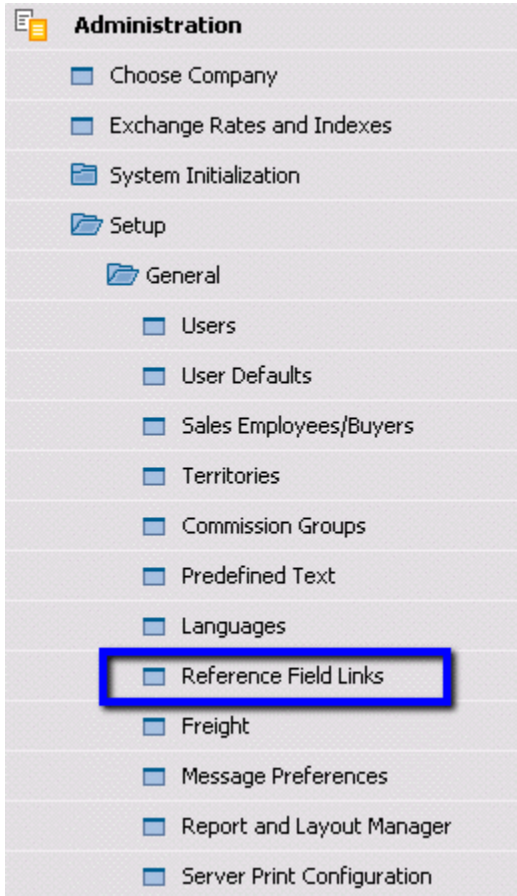 Administration
Choose Company
Exchange Rates and Indexes
System Initialization
Setup
General
Users
User Defaults
Sales Employees/Buyers
Territories
Commission Groups
Predefined Text
Languages
Reference Field Links
Freight
Message Preferences
Report and Layout Manager
Server Print Configuration